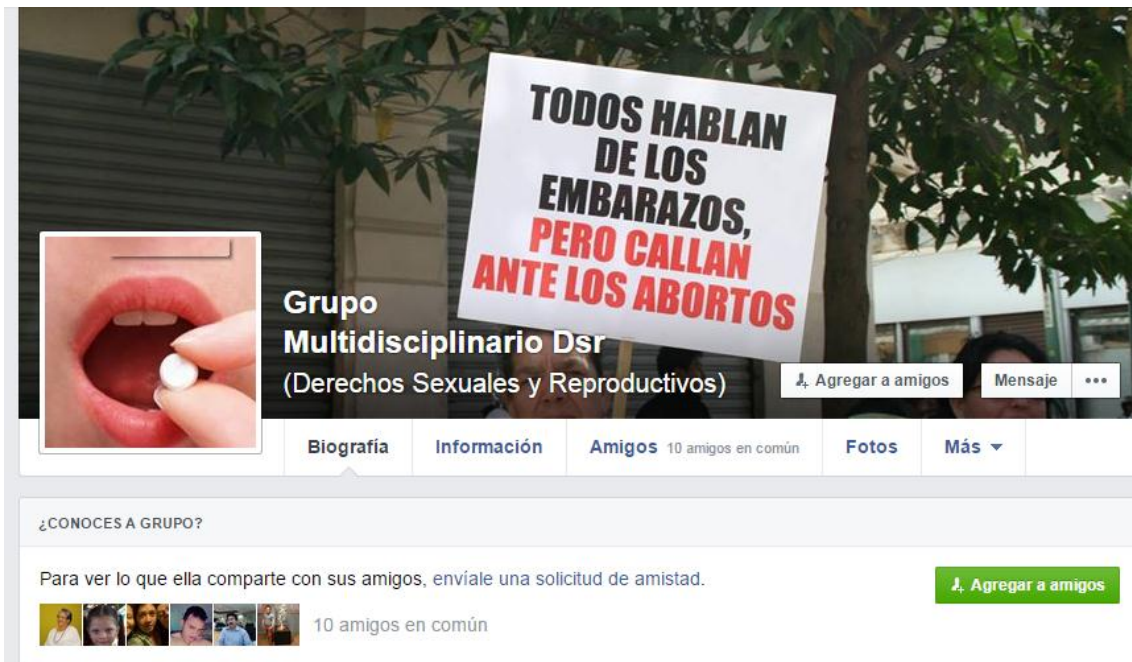 TODOS HABLAN
DE LOS
EMBARAZOS,
PERO CALLAN
ANTE LOS ABORTOS
Grupo
Multidisciplinario Dsr
(Derechos Sexuales y Reproductivos)
Agregar a amigos
Mensaje
Biografía
Información
Amigos 10 amigos en común
Fotos
Más
¿CONOCES A GRUPO?
Para ver lo que ella comparte con sus amigos, envíale una solicitud de amistad.
Agregar a amigos
10 amigos en común